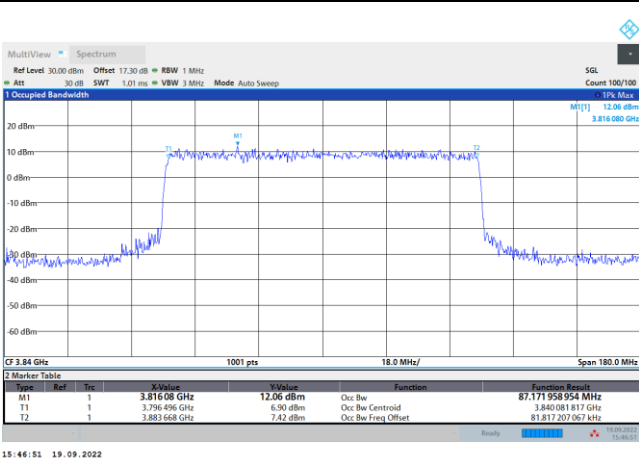 MultiView Spectrum
Ref Level 30.00 dBm Offset 17.30 dB RBW 1 MHz SGL
Att 30 dB SWT 1.01 ms VBW 3 MHz Mode Auto Sweep Count 100/100
1 Occupied Bandwidth 1Pk Max
M1[1] 12.06 dBm
3.816 080 GHz
20 dBm
M1
T1 T2
10 dBm
0 dBm
-10 dBm
-20 dBm
-30 dBm
-40 dBm
-50 dBm
-60 dBm
CF 3.84 GHz 1001 pts 18.0 MHz/ Span 180.0 MHz
2 Marker Table
Type Ref Trc X-Value Y-Value Function Function Result
M1 1 3.816 08 GHz 12.06 dBm Occ Bw 87.171 958 954 MHz
T1 1 3.796 496 GHz 6.90 dBm Occ Bw Centroid 3.840 081 817 GHz
T2 1 3.883 668 GHz 7.42 dBm Occ Bw Freq Offset 81.817 207 067 kHz
Ready 19.09.2022
15:46:51
15:46:51 19.09.2022